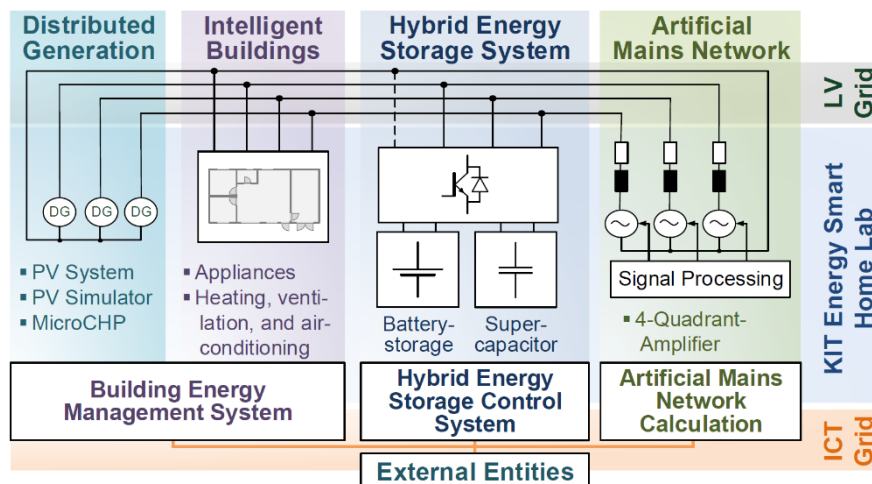 Distributed
Generation
Intelligent
Buildings
Hybrid Energy
Storage System
Artificial
Mains Network
LV
Grid
DG
DG
DG
▪ PV System
▪ PV Simulator
▪ MicroCHP
▪ Appliances
▪ Heating, venti-
lation, and air-
conditioning
Battery-
storage
Super-
capacitor
Signal Processing
▪ 4-Quadrant-
Amplifier
KIT Energy Smart
Home Lab
Building Energy
Management System
Hybrid Energy
Storage Control
System
Artificial Mains
Network
Calculation
ICT
Grid
External Entities